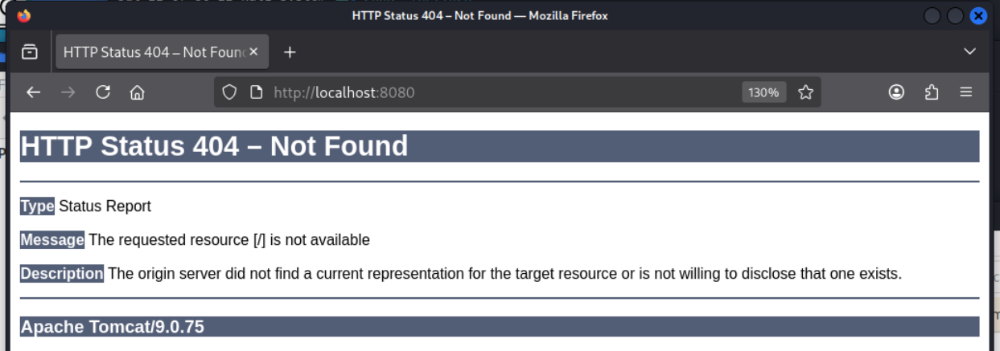 HTTP Status 404 – Not Found — Mozilla Firefox
HTTP Status 404 – Not Foun
http://localhost:8080
130%
HTTP Status 404 – Not Found
Type Status Report
Message The requested resource [/] is not available
Description The origin server did not find a current representation for the target resource or is not willing to disclose that one exists.
Apache Tomcat/9.0.75